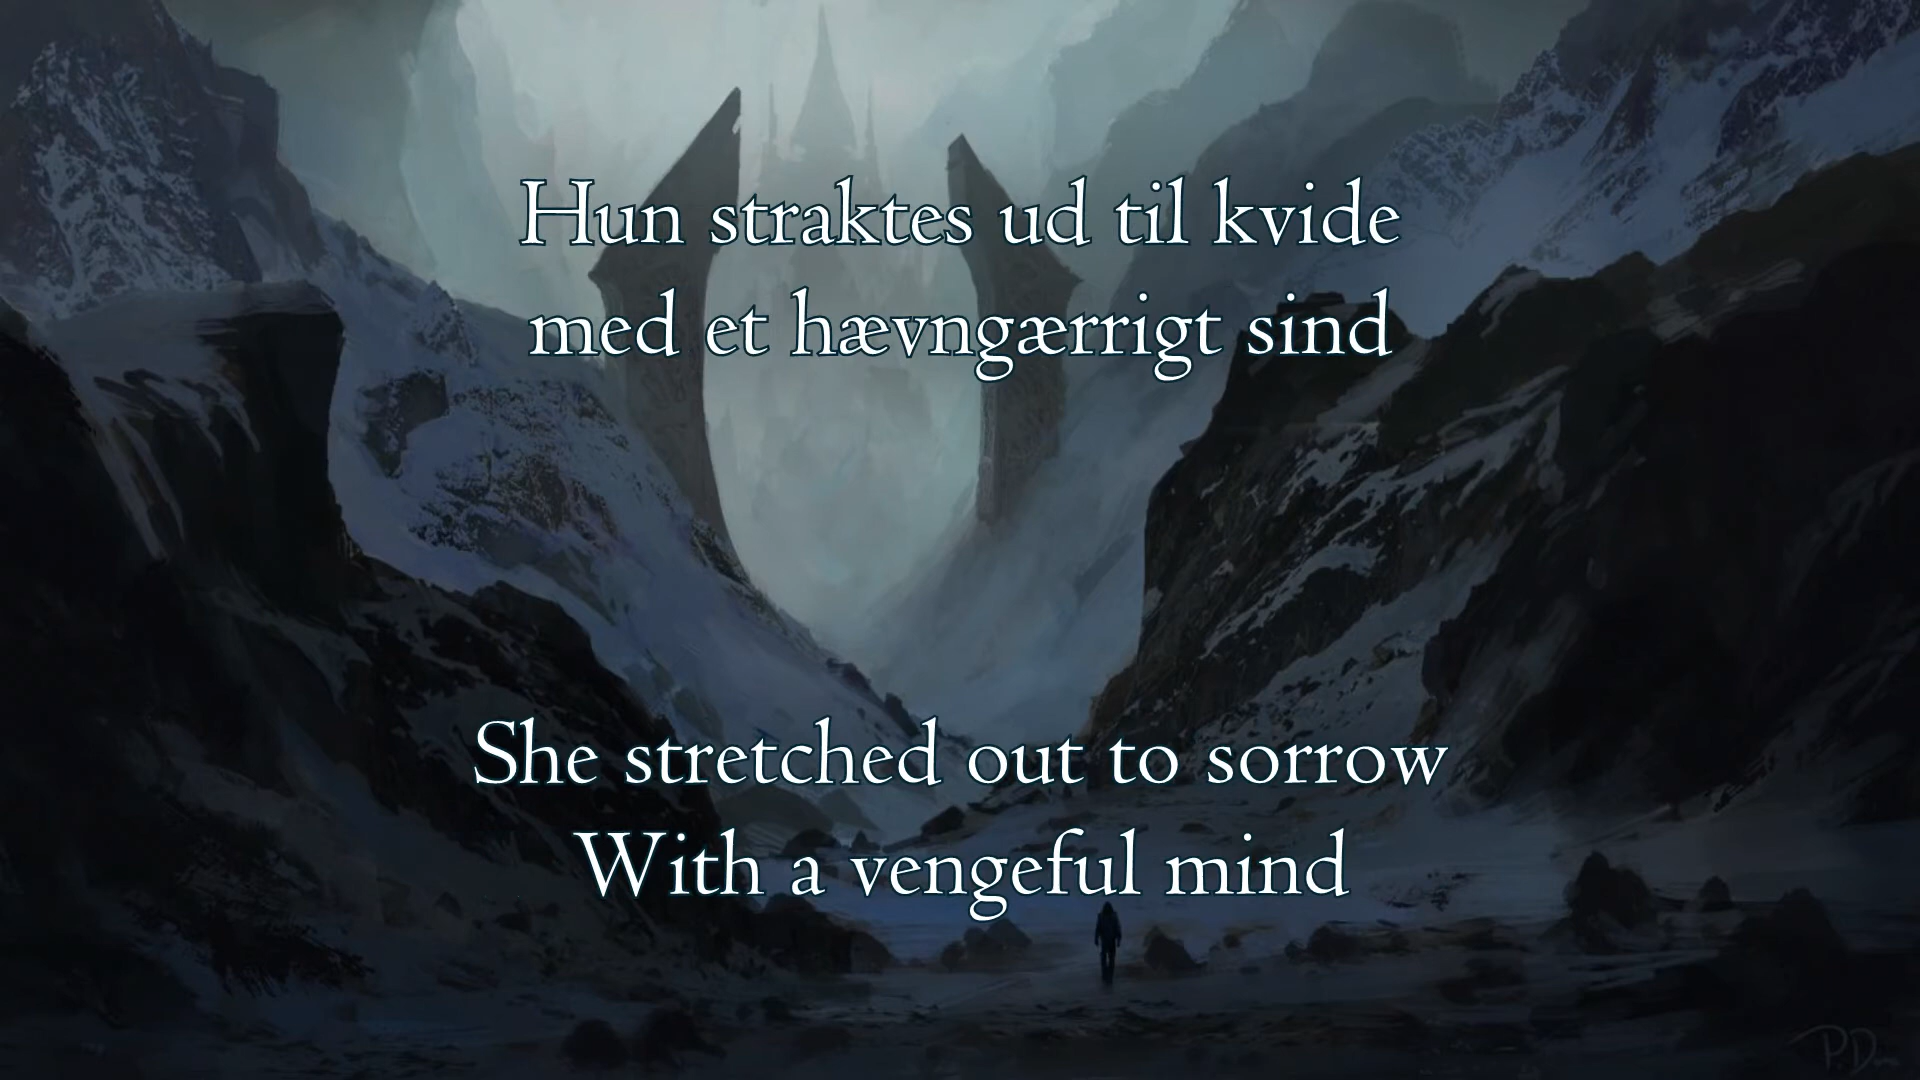 Hun straktes ud til kvide
med et hævngærrigt sind
She stretched out to sorrow
With a vengeful mind